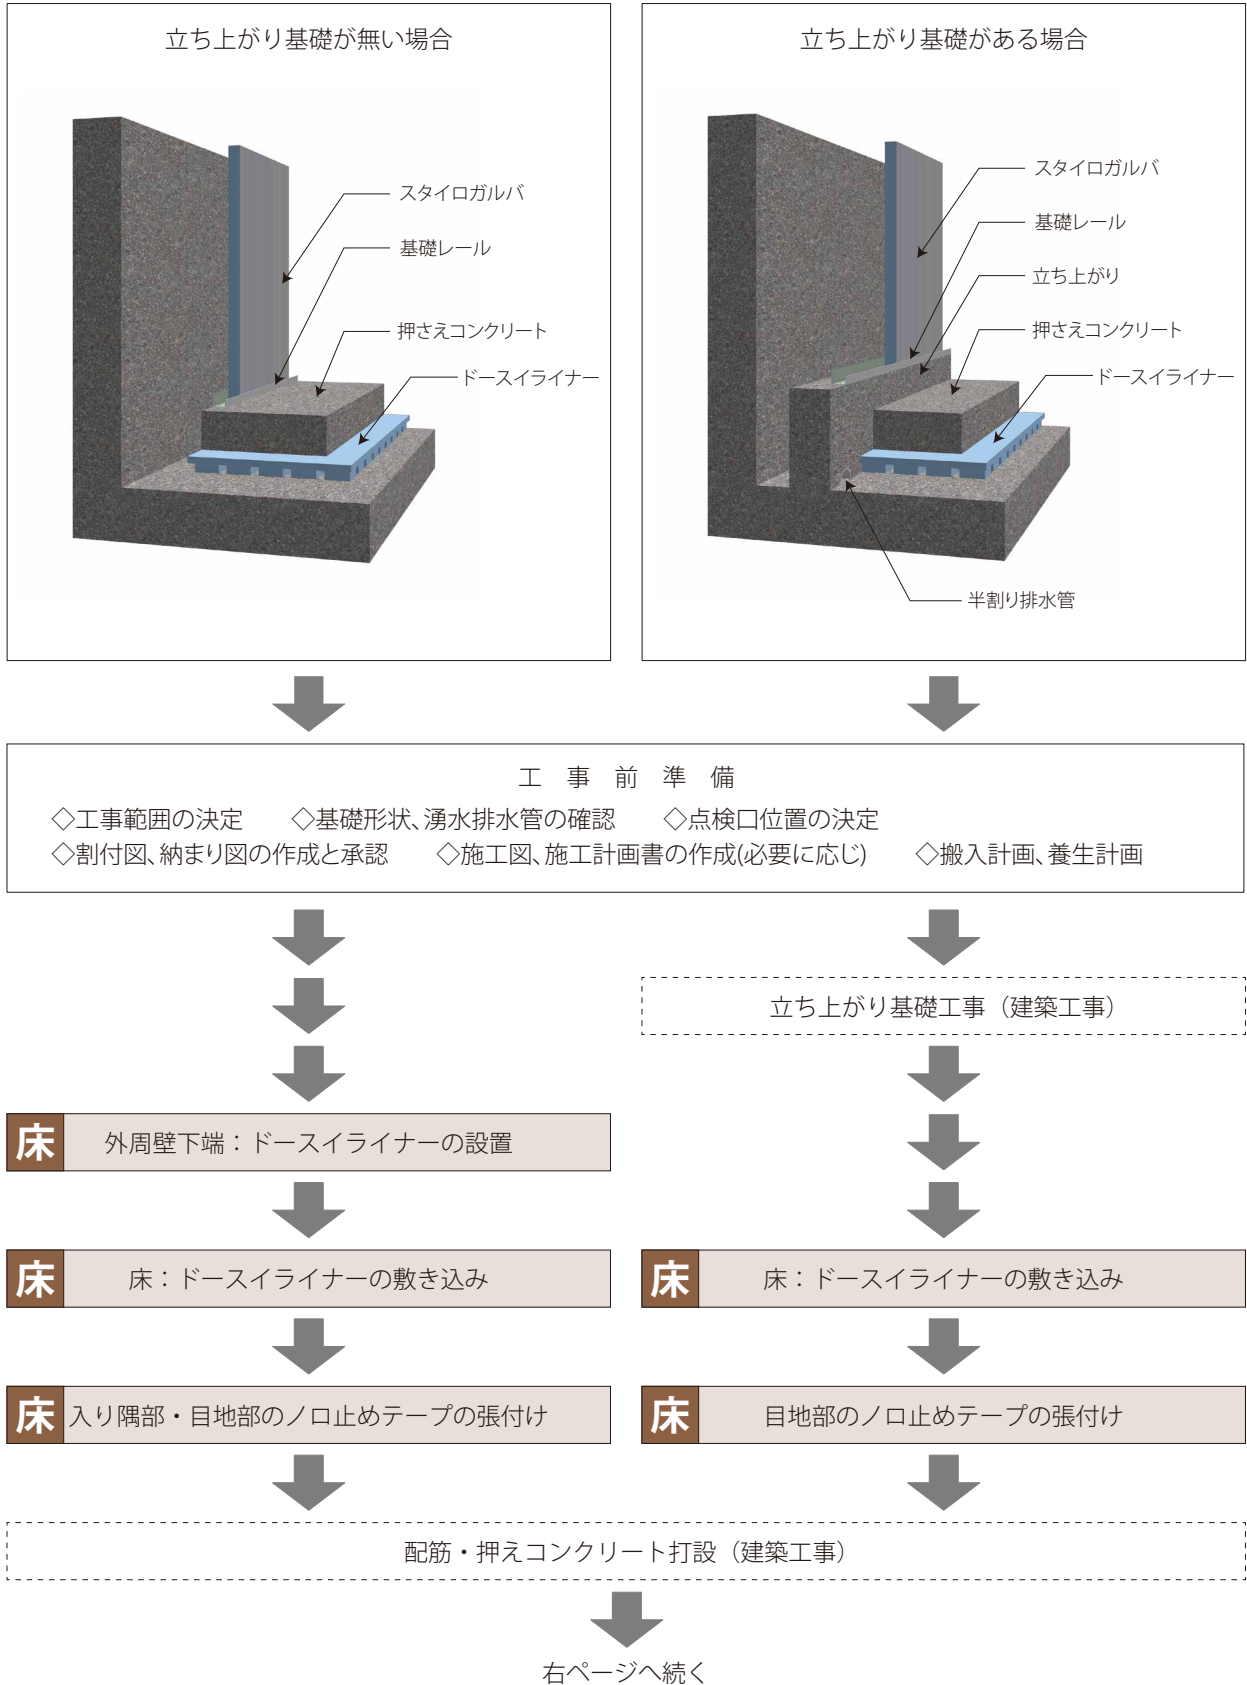 立ち上がり基礎が無い場合
スタイロガルバ
基礎レール
押さえコンクリート
ドースイライナー
立ち上がり基礎がある場合
スタイロガルバ
基礎レール
立ち上がり
押さえコンクリート
ドースイライナー
半割り排水管
工 事 前 準 備
◇工事範囲の決定 ◇基礎形状、湧水排水管の確認 ◇点検口位置の決定
◇割付図、納まり図の作成と承認 ◇施工図、施工計画書の作成(必要に応じ) ◇搬入計画、養生計画
立ち上がり基礎工事（建築工事）
床 外周壁下端：ドースイライナーの設置
床 床：ドースイライナーの敷き込み
床 床：ドースイライナーの敷き込み
床 入り隅部・目地部のノロ止めテープの張付け
床 目地部のノロ止めテープの張付け
配筋・押えコンクリート打設（建築工事）
右ページへ続く